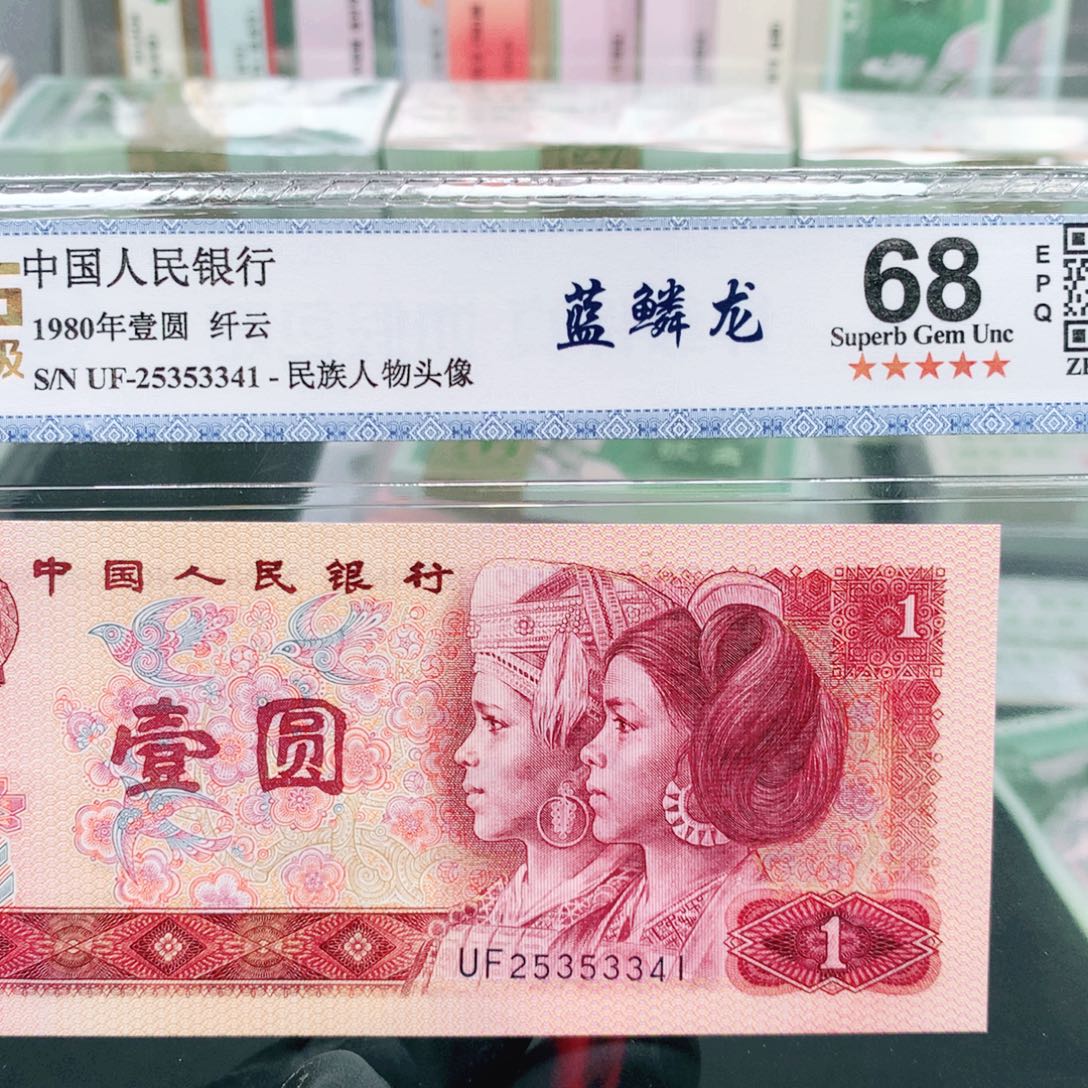 中国人民银行
1980年壹圆 纤云
S/N UF-25353341 - 民族人物头像
蓝鳞龙
68
Superb Gem Unc
EPQ
中国人民银行
1
壹圆
UF25353341
1